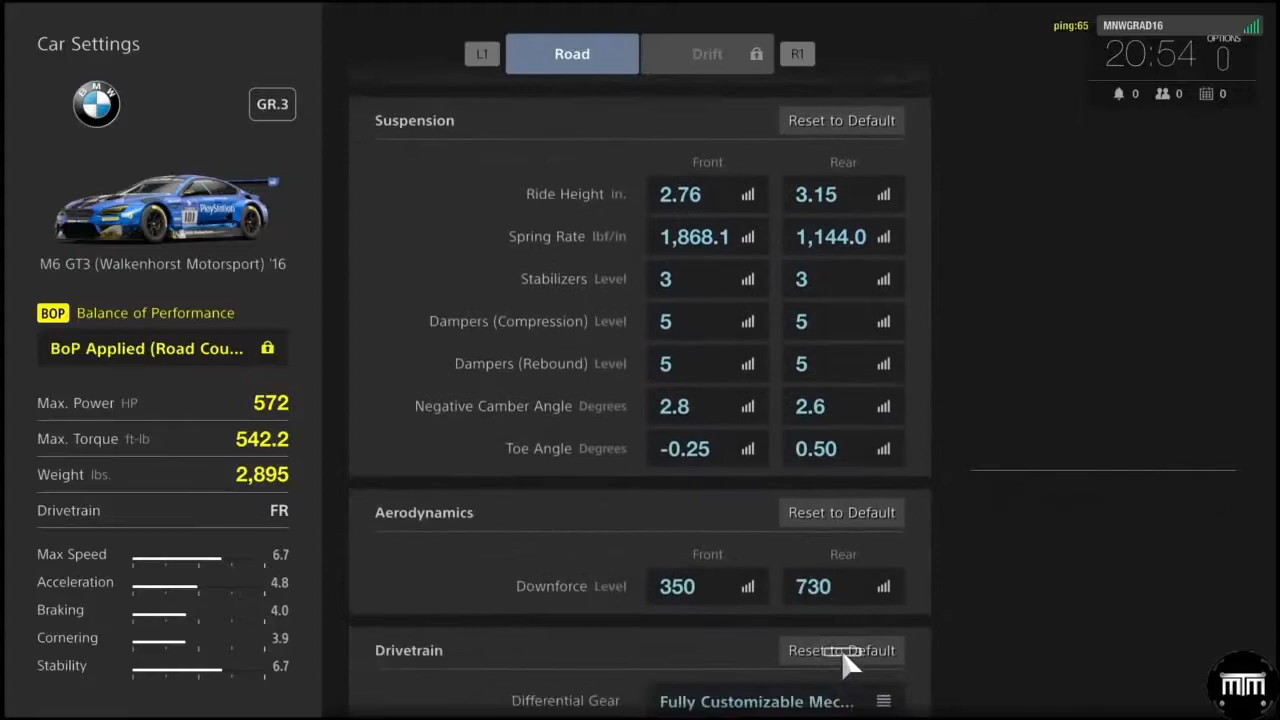 Car Settings
BMW
GR.3
PlayStation
101
M6 GT3 (Walkenhorst Motorsport) '16
BOP Balance of Performance
BoP Applied (Road Cou...
Max. Power HP 572
Max. Torque ft-lb 542.2
Weight lbs. 2,895
Drivetrain FR
Max Speed 6.7
Acceleration 4.8
Braking 4.0
Cornering 3.9
Stability 6.7
L1 Road Drift R1
Suspension Reset to Default
Front Rear
Ride Height in. 2.76 3.15
Spring Rate lbf/in 1,868.1 1,144.0
Stabilizers Level 3 3
Dampers (Compression) Level 5 5
Dampers (Rebound) Level 5 5
Negative Camber Angle Degrees 2.8 2.6
Toe Angle Degrees -0.25 0.50
Aerodynamics Reset to Default
Front Rear
Downforce Level 350 730
Drivetrain Reset to Default
Differential Gear Fully Customizable Mec...
ping:65 MNWGRAD16
20:54 OPTIONS
0 0 0
MTM